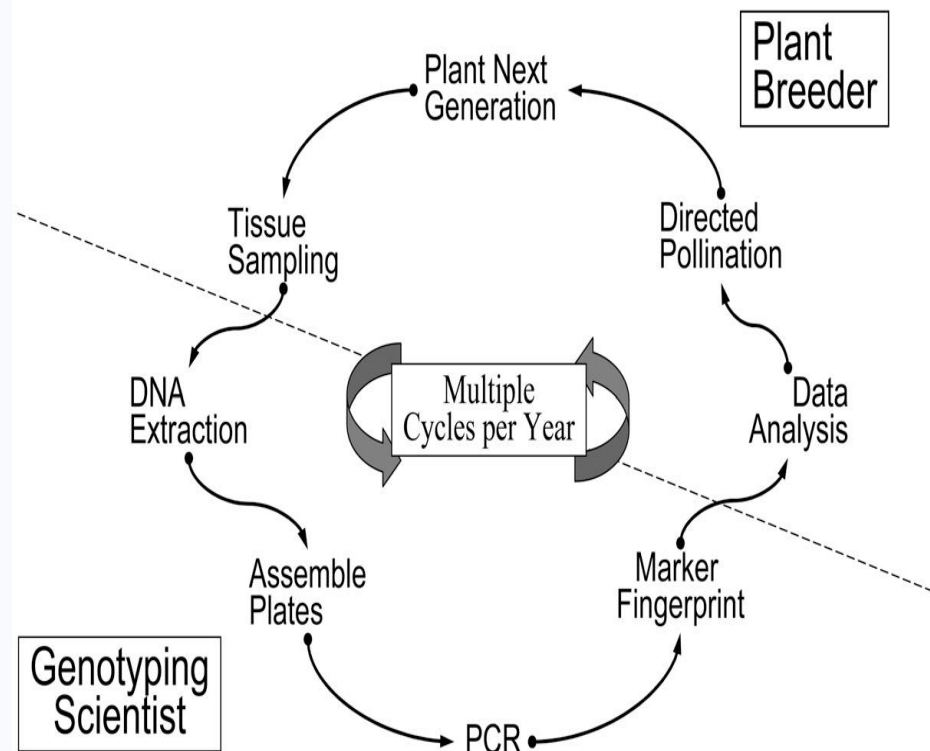 Plant
Breeder
Plant Next
Generation
Tissue
Sampling
Directed
Pollination
DNA
Extraction
Multiple
Cycles per Year
Data
Analysis
Assemble
Plates
Marker
Fingerprint
Genotyping
Scientist
PCR